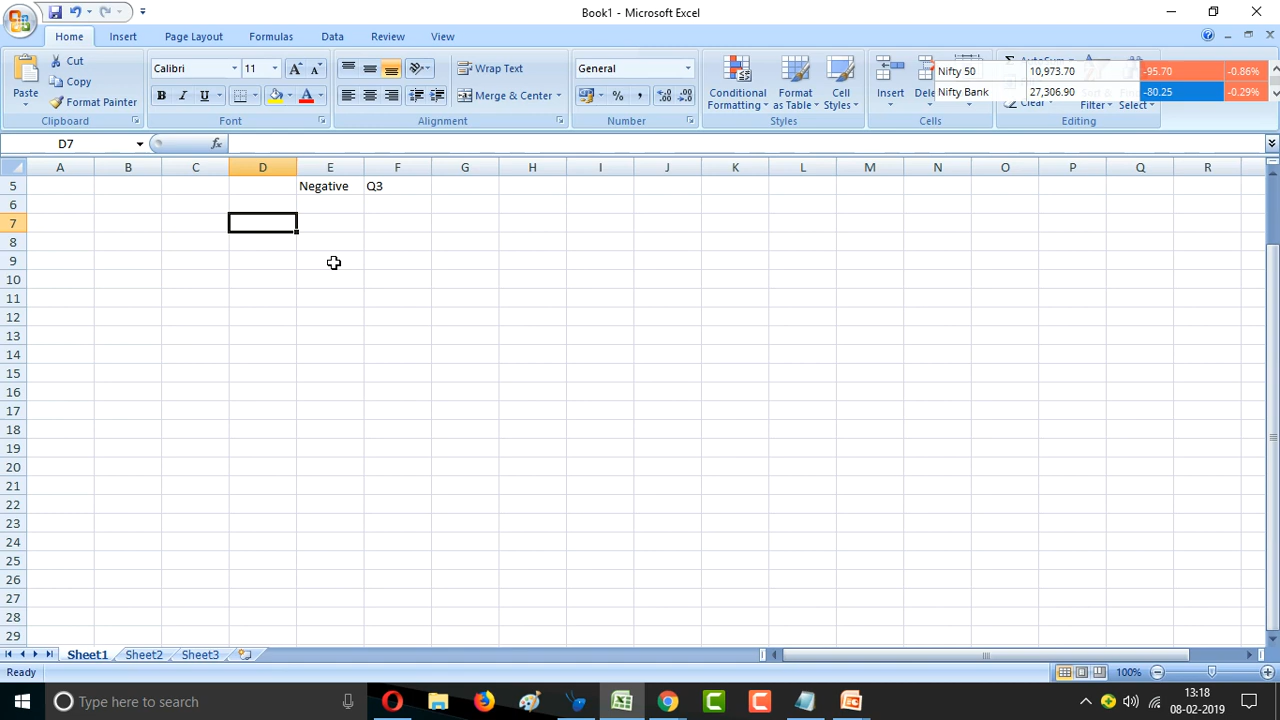 Book1 - Microsoft Excel
Home Insert Page Layout Formulas Data Review View
Paste
Cut
Copy
Format Painter
Clipboard
Calibri 11
B I U
Font
Wrap Text
Merge & Center
Alignment
General
% ,
Number
Conditional Formatting
Format as Table
Cell Styles
Styles
Insert
Cells
Clear
Filter
Select
Editing
Nifty 50 10,973.70 -95.70 -0.86%
Nifty Bank 27,306.90 -80.25 -0.29%
D7 fx
A B C D E F G H I J K L M N O P Q R
5 Negative Q3
6
7
8
9
10
11
12
13
14
15
16
17
18
19
20
21
22
23
24
25
26
27
28
29
Sheet1 Sheet2 Sheet3
Ready 100%
Type here to search
13:18
08-02-2019